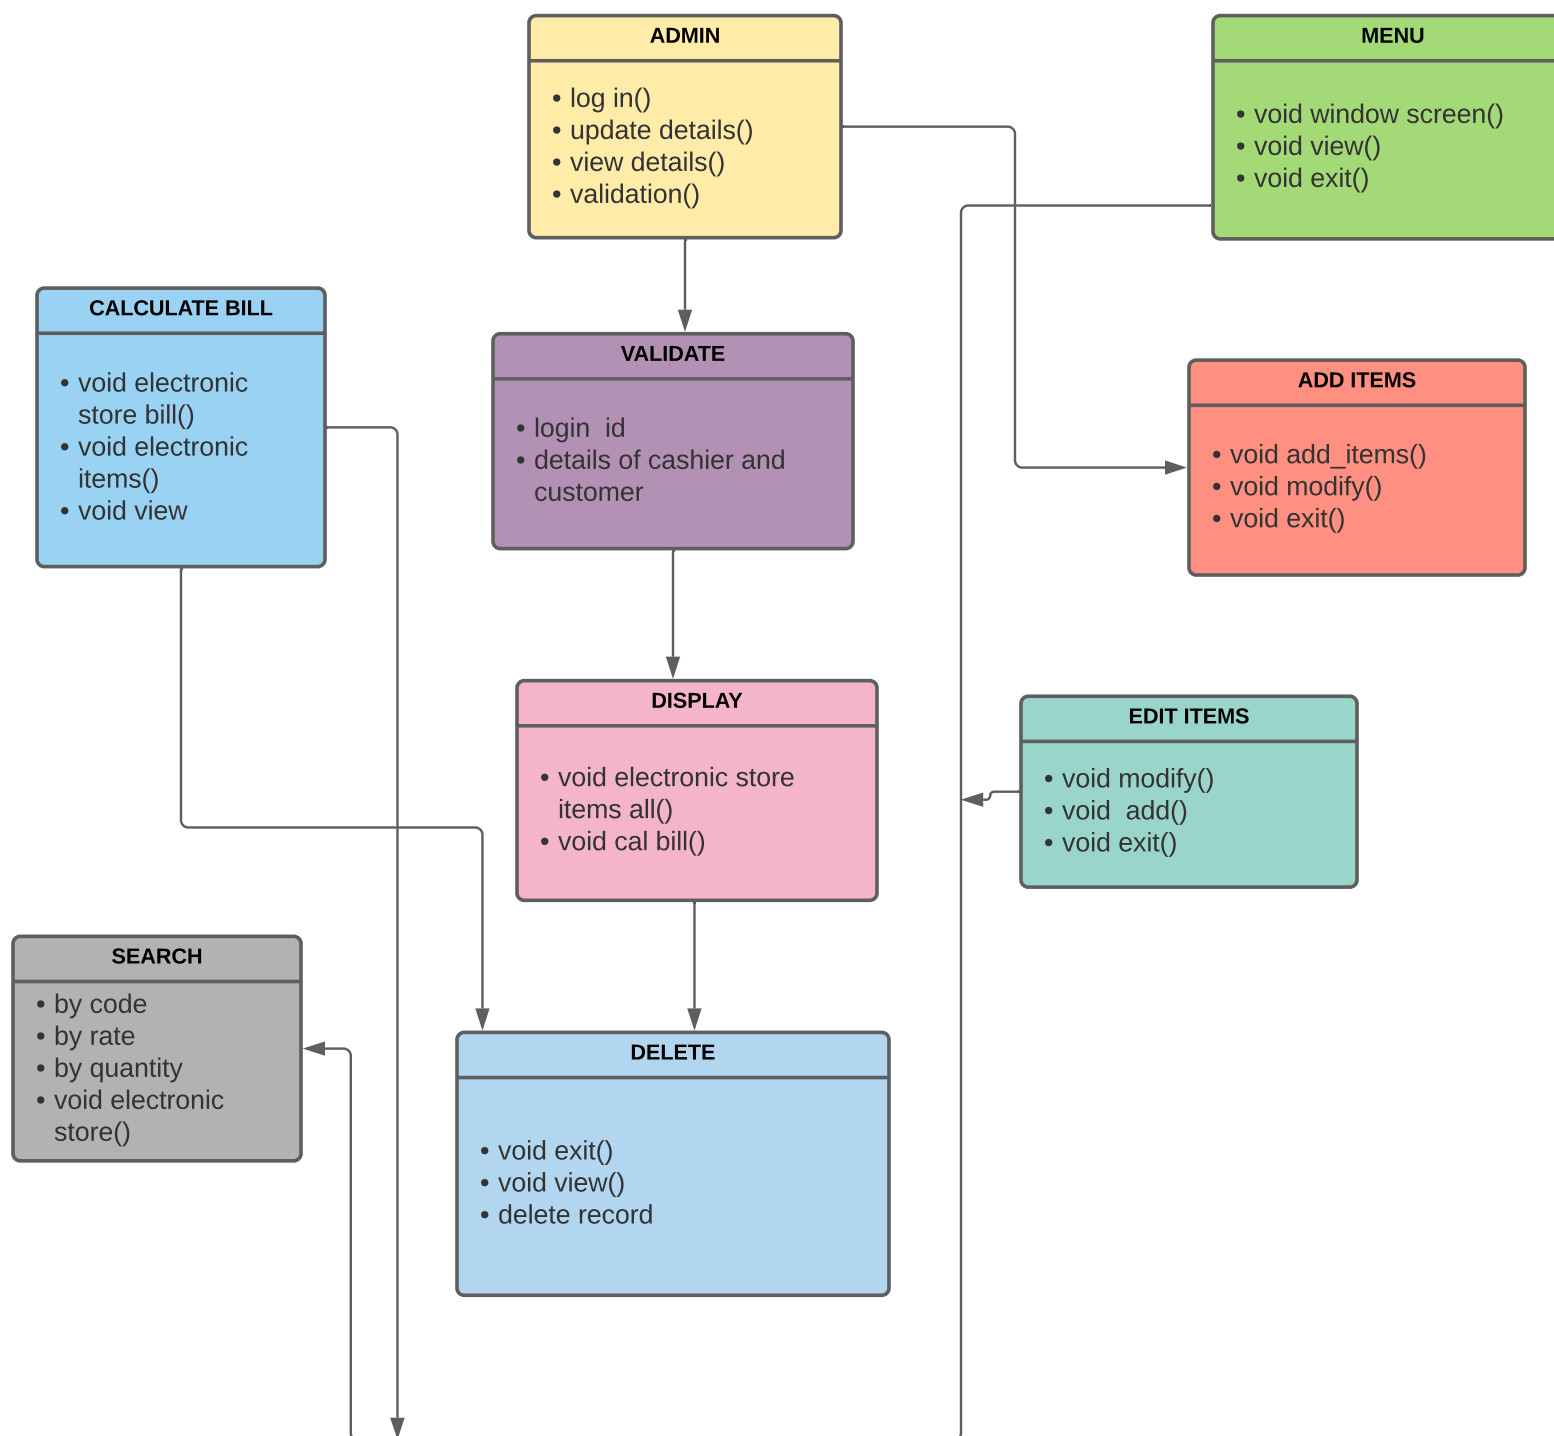 ADMIN
• log in()
• update details()
• view details()
• validation()
MENU
• void window screen()
• void view()
• void exit()
CALCULATE BILL
• void electronic
store bill()
• void electronic
items()
• void view
VALIDATE
• login  id
• details of cashier and
customer
ADD ITEMS
• void add_items()
• void modify()
• void exit()
DISPLAY
• void electronic store
items all()
• void cal bill()
EDIT ITEMS
• void modify()
• void  add()
• void exit()
SEARCH
• by code
• by rate
• by quantity
• void electronic
store()
DELETE
• void exit()
• void view()
• delete record